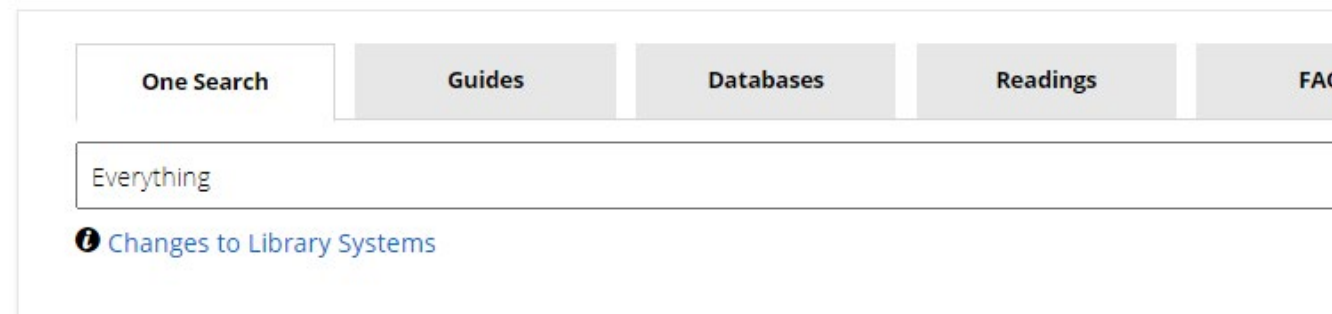 One Search Guides Databases Readings
Everything
Changes to Library Systems